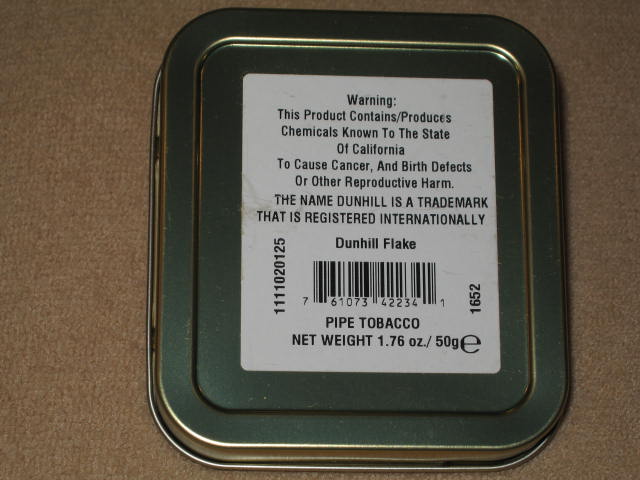 Warning:
This Product Contains/Produces
Chemicals Known To The State
Of California
To Cause Cancer, And Birth Defects
Or Other Reproductive Harm.
THE NAME DUNHILL IS A TRADEMARK
THAT IS REGISTERED INTERNATIONALLY
Dunhill Flake
1111020125
7 61073 42234 1
1652
PIPE TOBACCO
NET WEIGHT 1.76 oz./ 50g℮